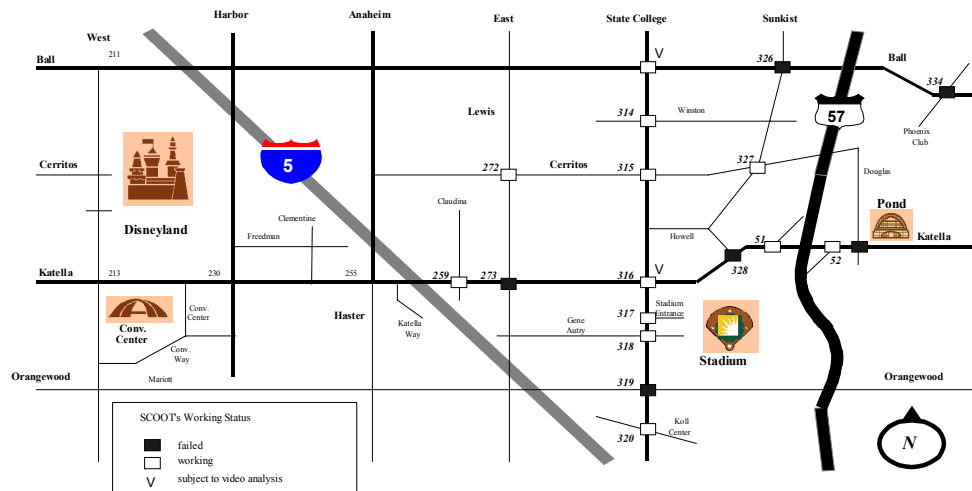 Harbor
Anaheim
East
State College
Sunkist
West
211
V
326
Ball
Ball
334
314
Winston
Lewis
57
Phoenix
Club
5
Cerritos
272
Cerritos
315
327
Douglas
Claudina
Pond
Disneyland
Clementine
Freedman
Howell
51
52
Katella
328
Katella
213
230
255
259
273
316
V
Conv.
Center
Conv.
Center
Haster
Katella
Way
Gene
Autry
317
Stadium
Entrance
318
Stadium
Conv.
Way
Orangewood
Mariott
319
Orangewood
SCOOT's Working Status
failed
working
V subject to video analysis
320
Koll
Center
N